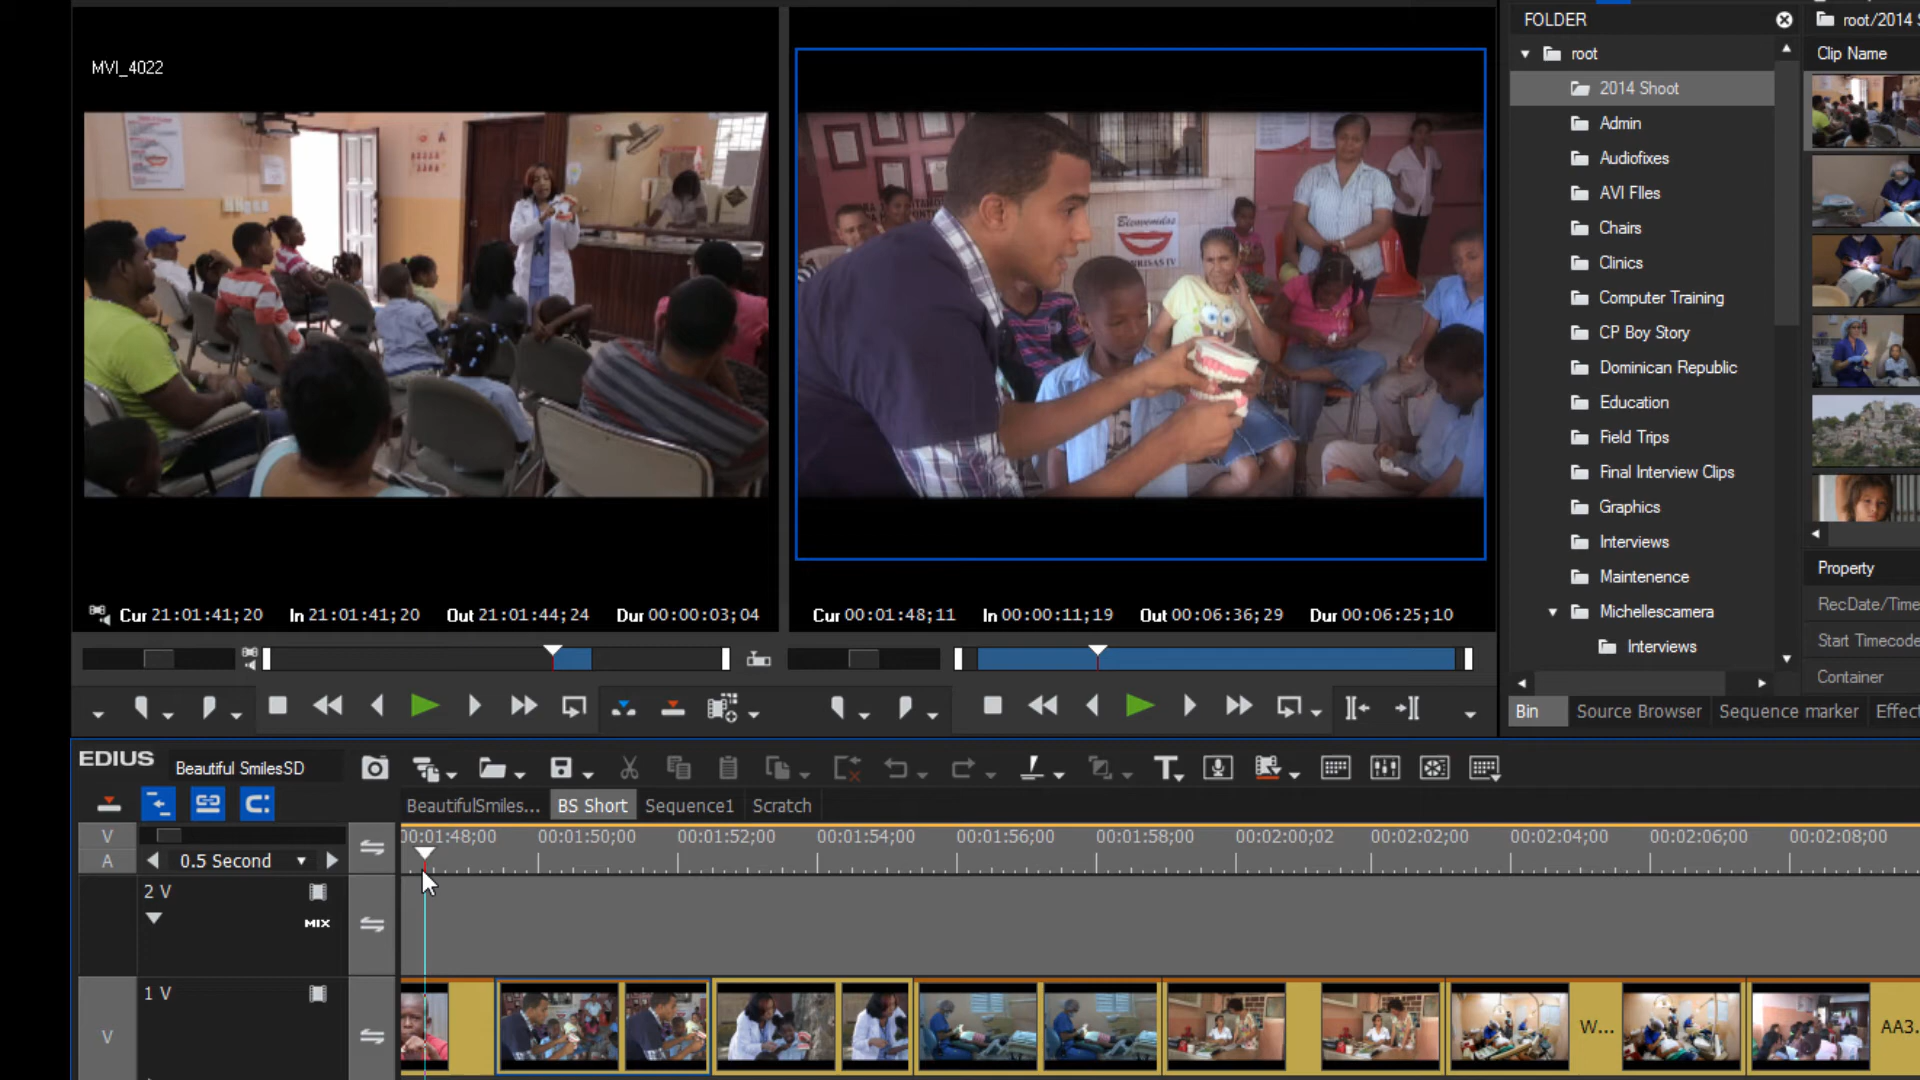 FOLDER
root/2014 S
MVI_4022
root
Clip Name
2014 Shoot
Admin
Audiofixes
AVI FIles
Chairs
Clinics
Computer Training
CP Boy Story
Dominican Republic
Education
Field Trips
Final Interview Clips
Graphics
Interviews
Maintenence
Michellescamera
Interviews
Bienvenidos
NRISAS IV
Property
RecDate/Time
Start Timecode
Container
Cur 21:01:41;20 In 21:01:41;20 Out 21:01:44;24 Dur 00:00:03;04
Cur 00:01:48;11 In 00:00:11;19 Out 00:06:36;29 Dur 00:06:25;10
Bin Source Browser Sequence marker Effect
EDIUS Beautiful SmilesSD
BeautifulSmiles... BS Short Sequence1 Scratch
V 00:01:48;00 00:01:50;00 00:01:52;00 00:01:54;00 00:01:56;00 00:01:58;00 00:02:00;02 00:02:02;00 00:02:04;00 00:02:06;00 00:02:08;00
A 0.5 Second
2 V
MIX
1 V
V
W...
AA3.